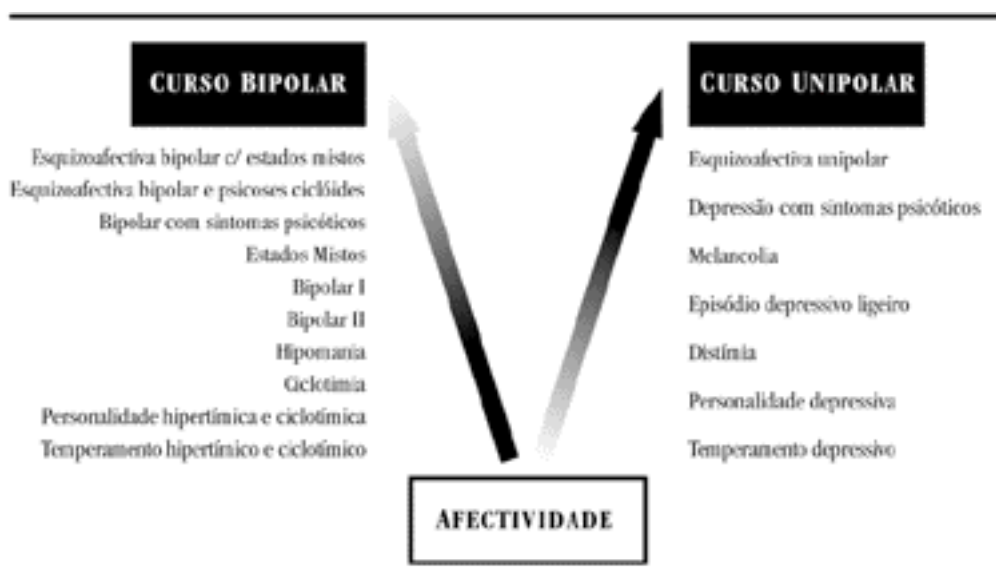 CURSO BIPOLAR
Esquizoafectiva bipolar c/ estados mistos
Esquizoafectiva bipolar e psicoses ciclóides
Bipolar com sintomas psicóticos
Estados Mistos
Bipolar I
Bipolar II
Hipomania
Ciclotimia
Personalidade hipertímica e ciclotímica
Temperamento hipertímico e ciclotímico
CURSO UNIPOLAR
Esquizoafectiva unipolar
Depressão com sintomas psicóticos
Melancolia
Episódio depressivo ligeiro
Distímia
Personalidade depressiva
Temperamento depressivo
AFECTIVIDADE